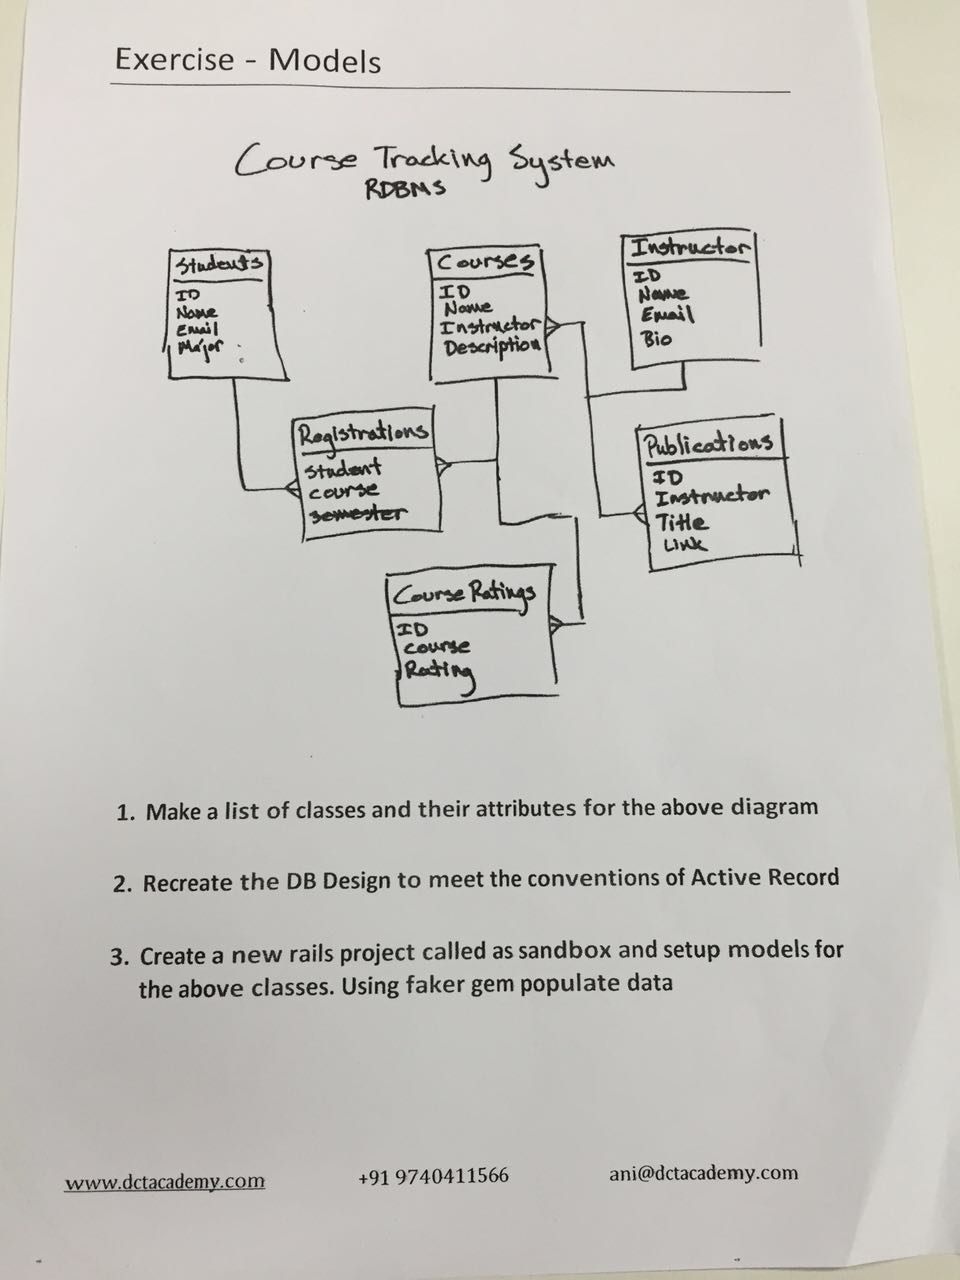 Exercise - Models
Course Tracking System
RDBMS
Students
ID
Name
Email
Major
Courses
ID
Name
Instructor
Description
Instructor
ID
Name
Email
Bio
Registrations
Student
course
semester
Publications
ID
Instructor
Title
Link
Course Ratings
ID
course
Rating
1. Make a list of classes and their attributes for the above diagram
2. Recreate the DB Design to meet the conventions of Active Record
3. Create a new rails project called as sandbox and setup models for
the above classes. Using faker gem populate data
www.dctacademy.com
+91 9740411566
ani@dctacademy.com